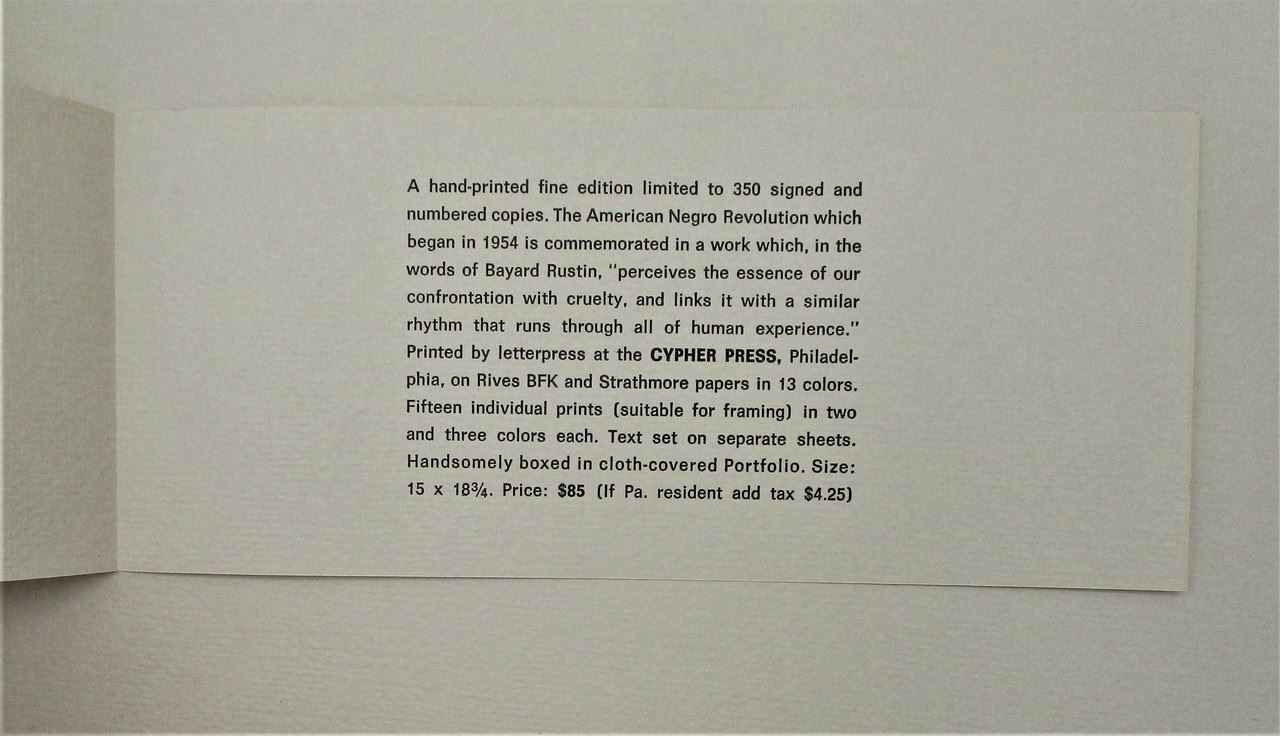 A hand-printed fine edition limited to 350 signed and
numbered copies. The American Negro Revolution which
began in 1954 is commemorated in a work which, in the
words of Bayard Rustin, "perceives the essence of our
confrontation with cruelty, and links it with a similar
rhythm that runs through all of human experience."
Printed by letterpress at the CYPHER PRESS, Philadel-
phia, on Rives BFK and Strathmore papers in 13 colors.
Fifteen individual prints (suitable for framing) in two
and three colors each. Text set on separate sheets.
Handsomely boxed in cloth-covered Portfolio. Size:
15 x 18¾. Price: $85 (If Pa. resident add tax $4.25)